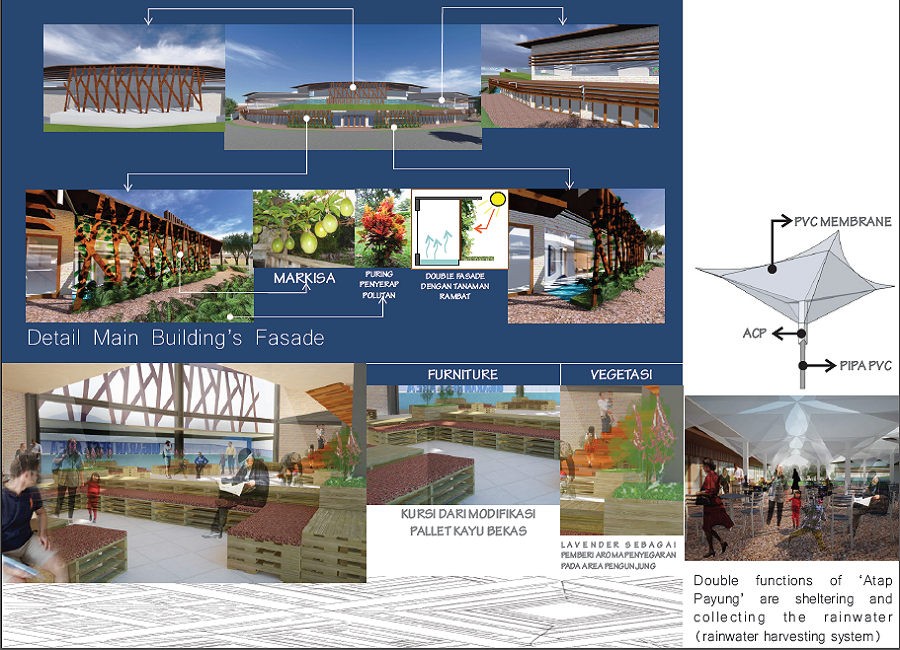 MARKISA
PURING
PENYERAP
POLUTAN
DOUBLE FASADE
DENGAN TANAMAN
RAMBAT
Detail Main Building's Fasade
PVC MEMBRANE
ACP
PIPA PVC
FURNITURE
VEGETASI
KURSI DARI MODIFIKASI
PALLET KAYU BEKAS
LAVENDER SEBAGAI
PEMBERI AROMA PENYEGARAN
PADA AREA PENGUNJUNG
Double functions of 'Atap
Payung' are sheltering and
collecting the rainwater
(rainwater harvesting system)